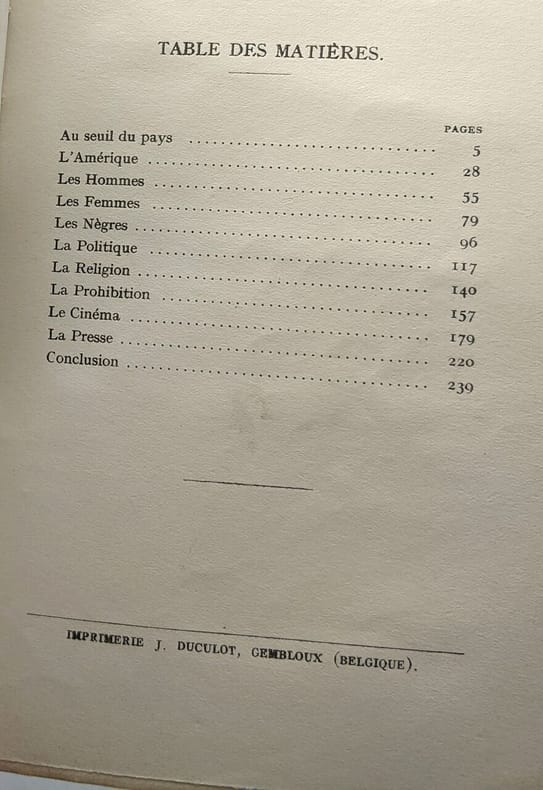 TABLE DES MATIÈRES.
PAGES
Au seuil du pays 5
L'Amérique 28
Les Hommes 55
Les Femmes 79
Les Nègres 96
La Politique 117
La Religion 140
La Prohibition 157
Le Cinéma 179
La Presse 220
Conclusion 239
IMPRIMERIE J. DUCULOT, GEMBLOUX (BELGIQUE).